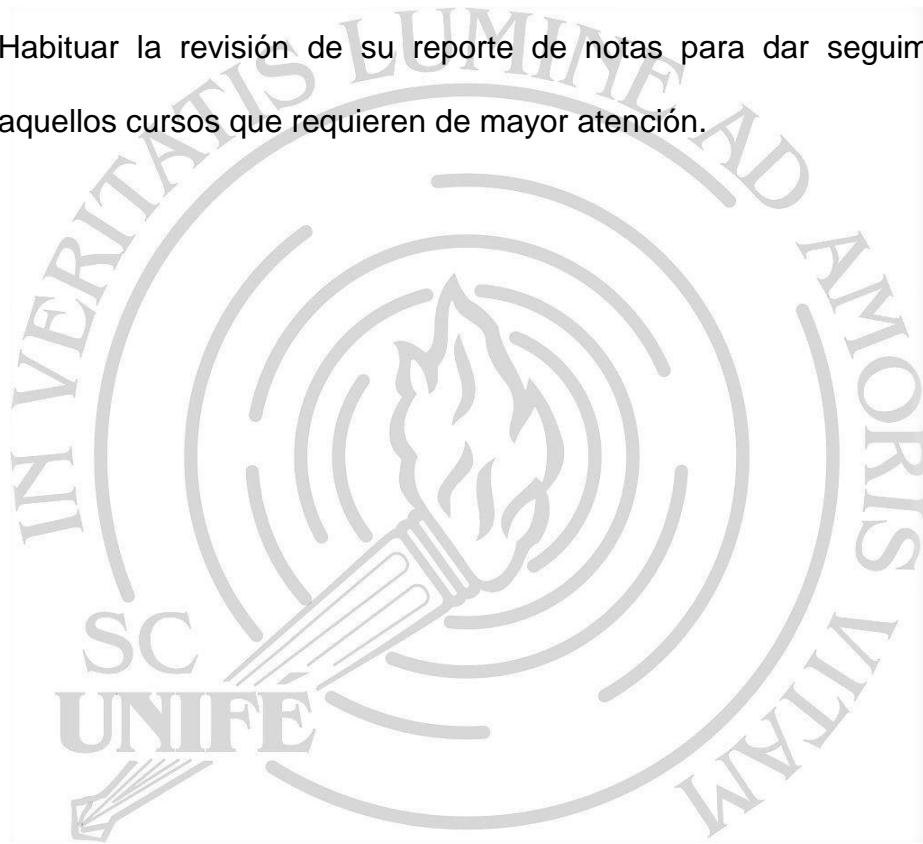 Habituar la revisión de su reporte de notas para dar seguim
aquellos cursos que requieren de mayor atención.
IN VERITATIS LUMINE AD AMORIS VITAM
SC
UNIFÉ